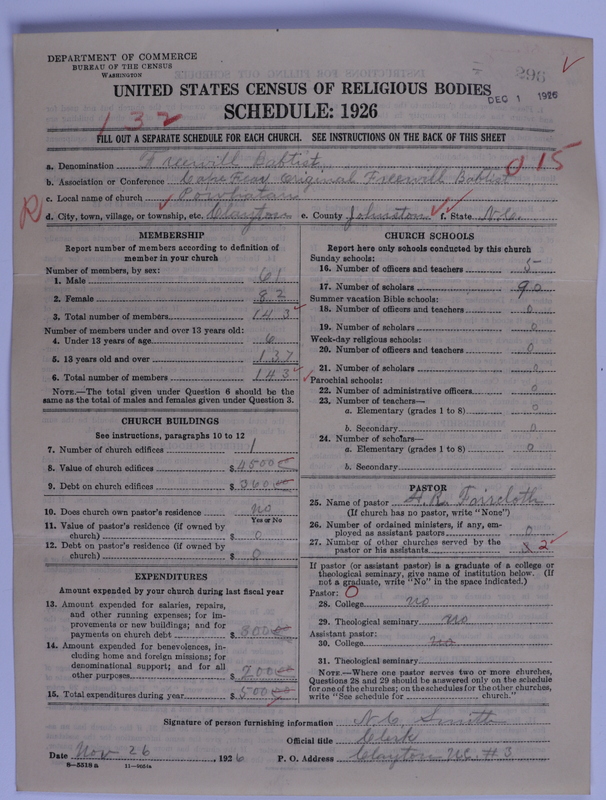 DEPARTMENT OF COMMERCE
BUREAU OF THE CENSUS
WASHINGTON
296
UNITED STATES CENSUS OF RELIGIOUS BODIES
DEC 1 1926
SCHEDULE: 1926
132
FILL OUT A SEPARATE SCHEDULE FOR EACH CHURCH. SEE INSTRUCTIONS ON THE BACK OF THIS SHEET
a. Denomination Freewill Babtist
015
b. Association or Conference Cape Fear Original Freewill Babtist
c. Local name of church Powhatan
R
d. City, town, village, or township, etc. Clayton e. County Johnston f. State N.C.
MEMBERSHIP
Report number of members according to definition of
member in your church
Number of members, by sex:
1. Male 61
2. Female 82
3. Total number of members 143
Number of members under and over 13 years old:
4. Under 13 years of age 6
5. 13 years old and over 137
6. Total number of members 143
NOTE.—The total given under Question 6 should be the
same as the total of males and females given under Question 3.
CHURCH BUILDINGS
See instructions, paragraphs 10 to 12
7. Number of church edifices 1
8. Value of church edifices $ 4500
9. Debt on church edifices $ 360
10. Does church own pastor's residence no
Yes or No
11. Value of pastor's residence (if owned by
church) $ 0
12. Debt on pastor's residence (if owned by
church) $ 0
EXPENDITURES
Amount expended by your church during last fiscal year
13. Amount expended for salaries, repairs,
and other running expenses; for im-
provements or new buildings; and for
payments on church debt $
14. Amount expended for benevolences, in-
cluding home and foreign missions; for
denominational support; and for all
other purposes $
15. Total expenditures during year $ 500
CHURCH SCHOOLS
Report here only schools conducted by this church
Sunday schools:
16. Number of officers and teachers 5
17. Number of scholars 90
Summer vacation Bible schools:
18. Number of officers and teachers 0
19. Number of scholars 0
Week-day religious schools:
20. Number of officers and teachers 0
21. Number of scholars 0
Parochial schools:
22. Number of administrative officers 0
23. Number of teachers—
a. Elementary (grades 1 to 8) 0
b. Secondary 0
24. Number of scholars—
a. Elementary (grades 1 to 8) 0
b. Secondary
PASTOR
25. Name of pastor A.R. Faircloth
(If church has no pastor, write "None")
26. Number of ordained ministers, if any, em-
ployed as assistant pastors 0
27. Number of other churches served by the
pastor or his assistants 2
If pastor (or assistant pastor) is a graduate of a college or
theological seminary, give name of institution below. (If
not a graduate, write "No" in the space indicated.)
Pastor: 0
28. College no
29. Theological seminary no
Assistant pastor:
30. College no
31. Theological seminary
NOTE.—Where one pastor serves two or more churches,
Questions 28 and 29 should be answered only on the schedule
for one of the churches; on the schedules for the other churches,
write "See schedule for church."
Signature of person furnishing information N.C. Smith
Official title Clerk
Date Nov 26 1926 P. O. Address Clayton N.C. #3
8-5518a 11-9264a